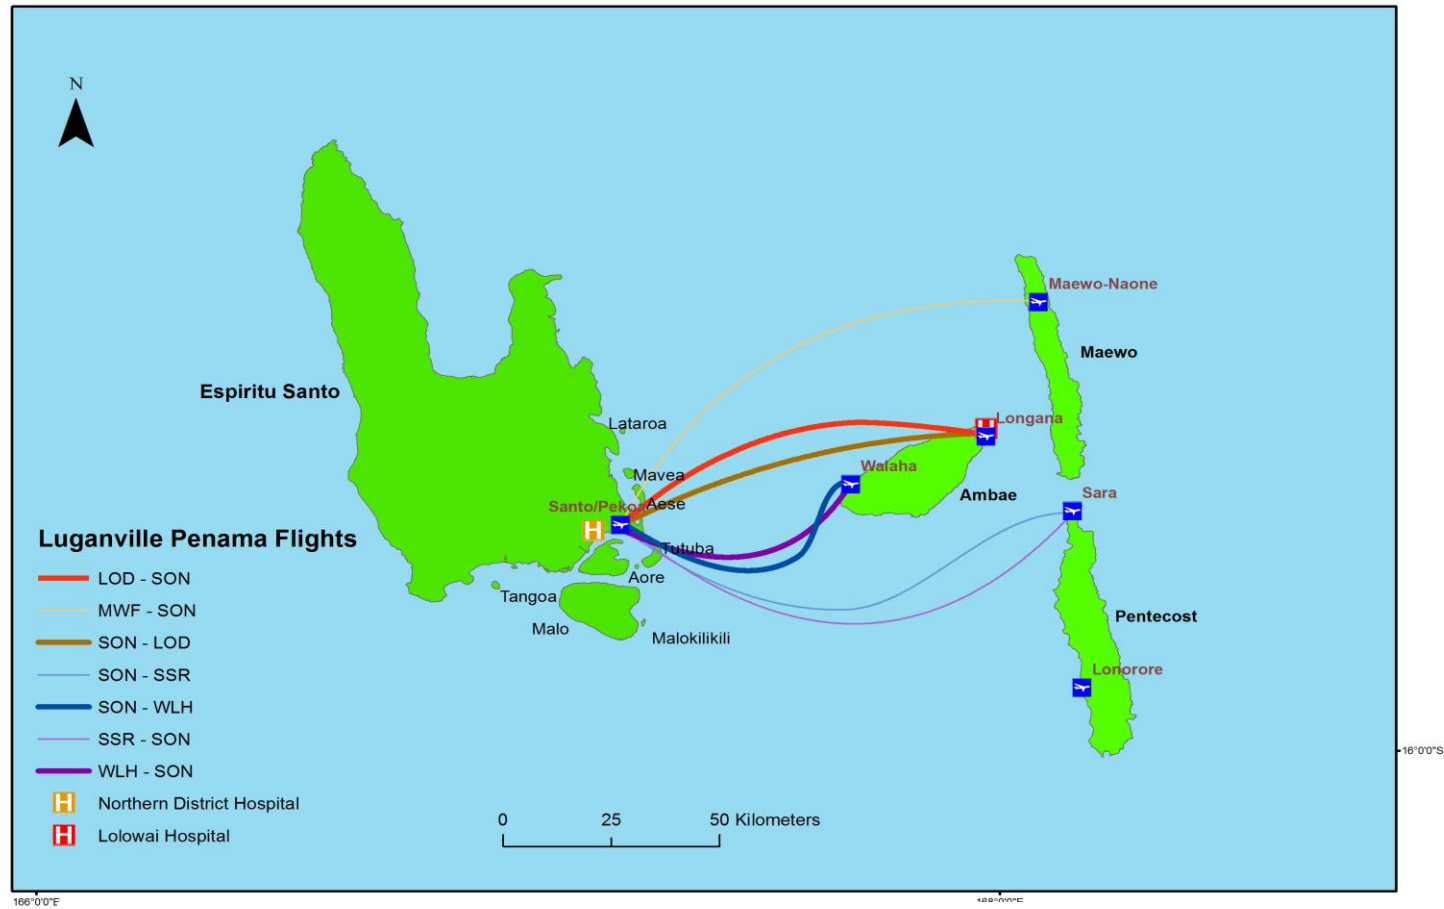 N
Maewo-Naone
Maewo
Espiritu Santo
Lataroa
Longana
Mavea
Walaha
Ambae
Sara
Santo/Pekoa
Aese
Tutuba
Aore
Tangoa
Malo
Malokilikili
Pentecost
Lonorore
Luganville Penama Flights
LOD - SON
MWF - SON
SON - LOD
SON - SSR
SON - WLH
SSR - SON
WLH - SON
Northern District Hospital
Lolowai Hospital
H
H
H
H
0 25 50 Kilometers
16°0'0"S
166°0'0"E
168°0'0"E